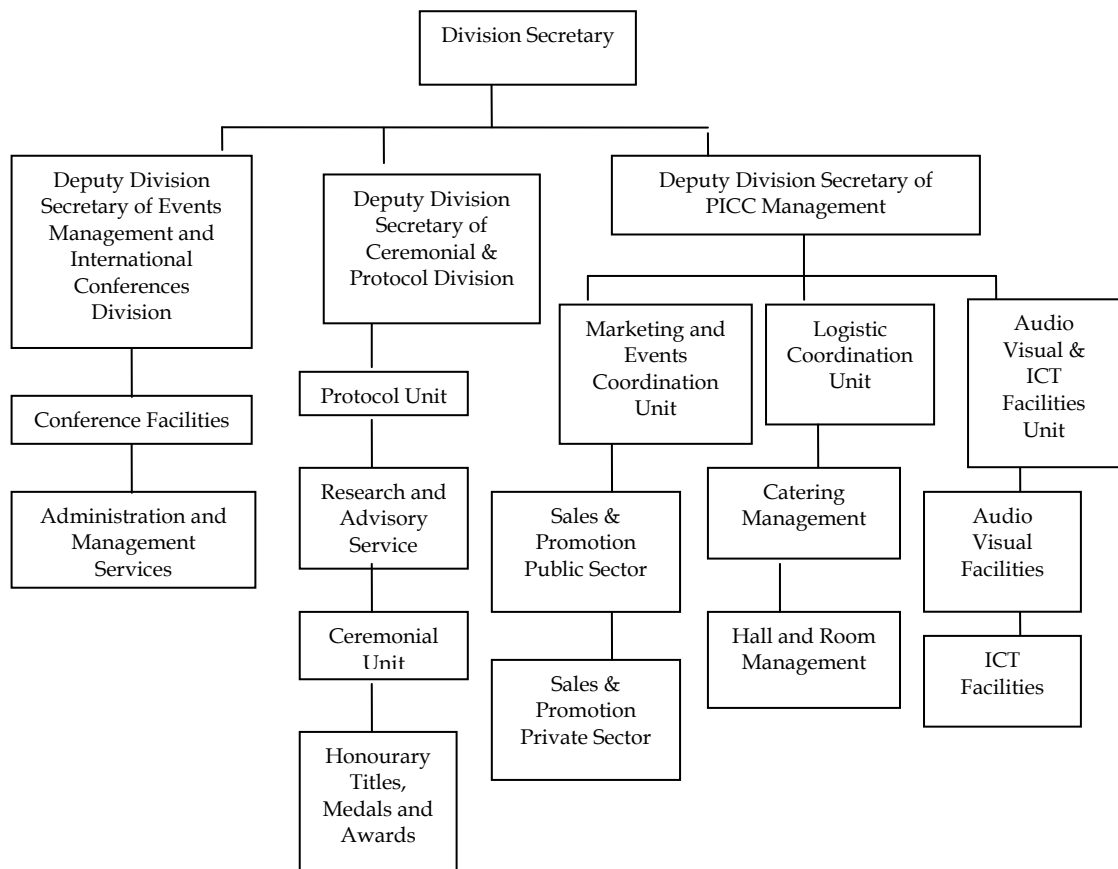 Division Secretary
Deputy Division
Secretary of Events
Management and
International
Conferences
Division
Deputy Division
Secretary of
Ceremonial &
Protocol Division
Deputy Division Secretary of
PICC Management
Marketing and
Events
Coordination
Unit
Logistic
Coordination
Unit
Audio
Visual &
ICT
Facilities
Unit
Conference Facilities
Protocol Unit
Administration and
Management
Services
Research and
Advisory
Service
Sales &
Promotion
Public Sector
Catering
Management
Audio
Visual
Facilities
Ceremonial
Unit
Sales &
Promotion
Private Sector
Hall and Room
Management
ICT
Facilities
Honourary
Titles,
Medals and
Awards